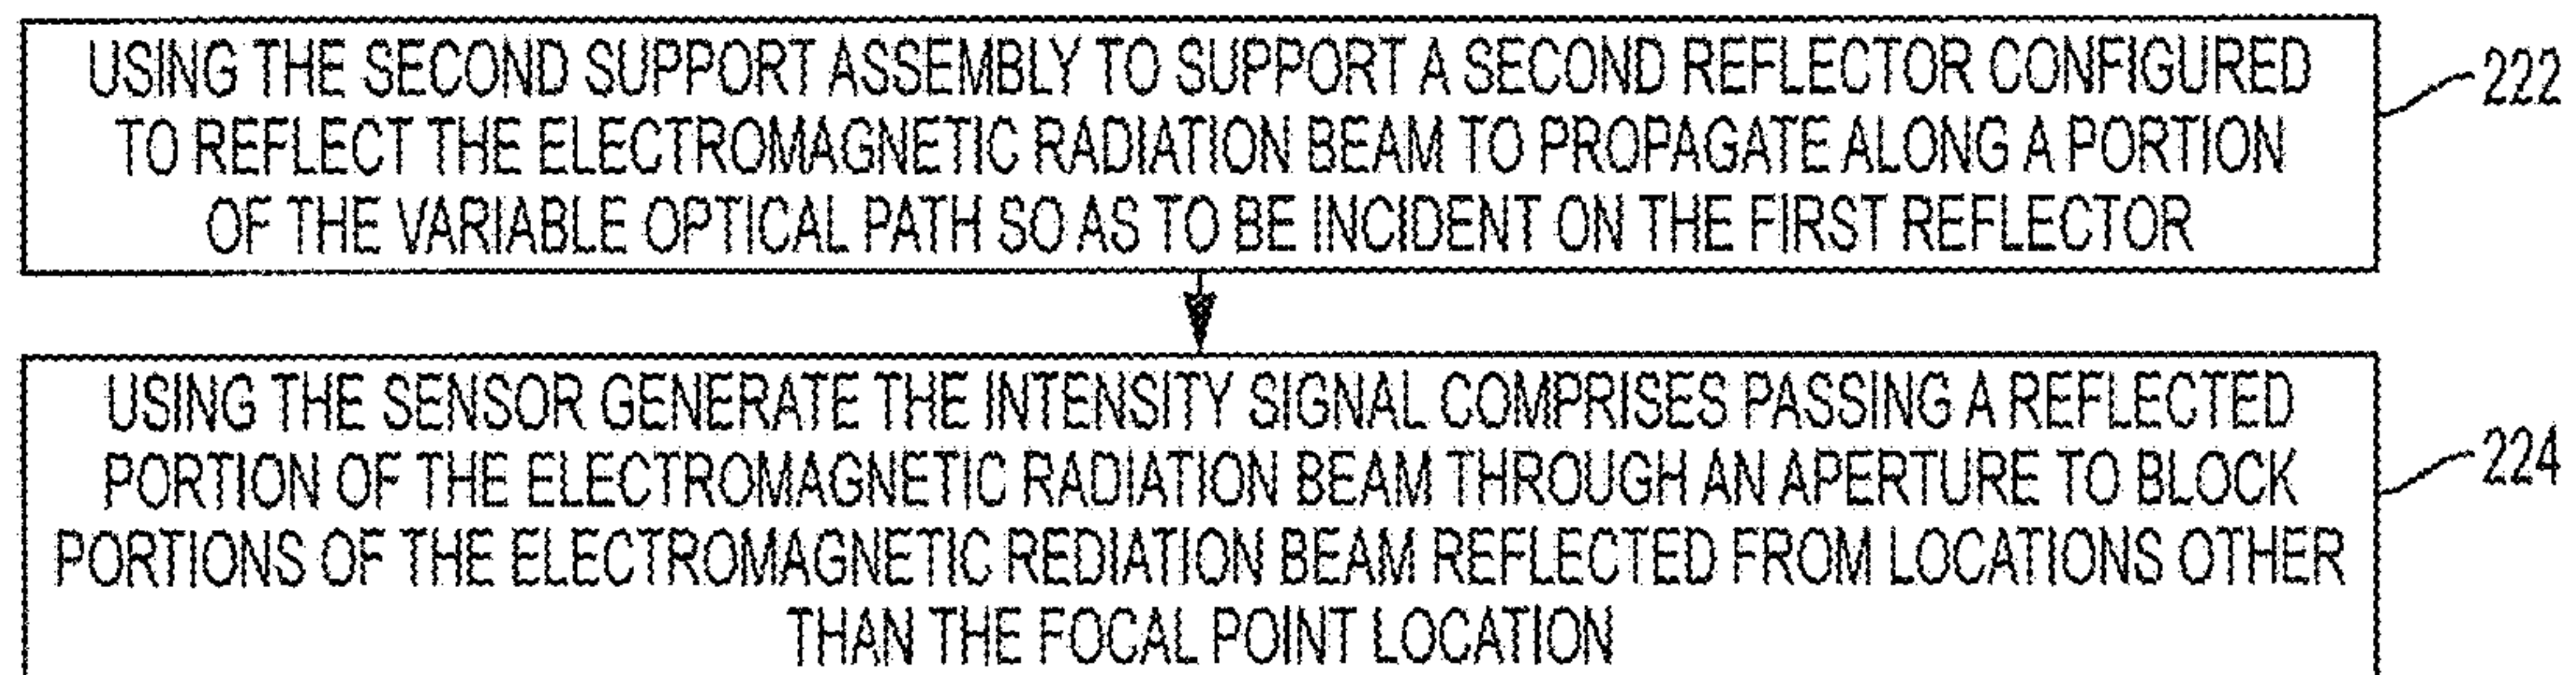 USING THE SECOND SUPPORT ASSEMBLY TO SUPPORT A SECOND REFLECTOR CONFIGURED
TO REFLECT THE ELECTROMAGNETIC RADIATION BEAM TO PROPAGATE ALONG A PORTION
OF THE VARIABLE OPTICAL PATH SO AS TO BE INCIDENT ON THE FIRST REFLECTOR
222
USING THE SENSOR GENERATE THE INTENSITY SIGNAL COMPRISES PASSING A REFLECTED
PORTION OF THE ELECTROMAGNETIC RADIATION BEAM THROUGH AN APERTURE TO BLOCK
PORTIONS OF THE ELECTROMAGNETIC REDIATION BEAM REFLECTED FROM LOCATIONS OTHER
THAN THE FOCAL POINT LOCATION
224